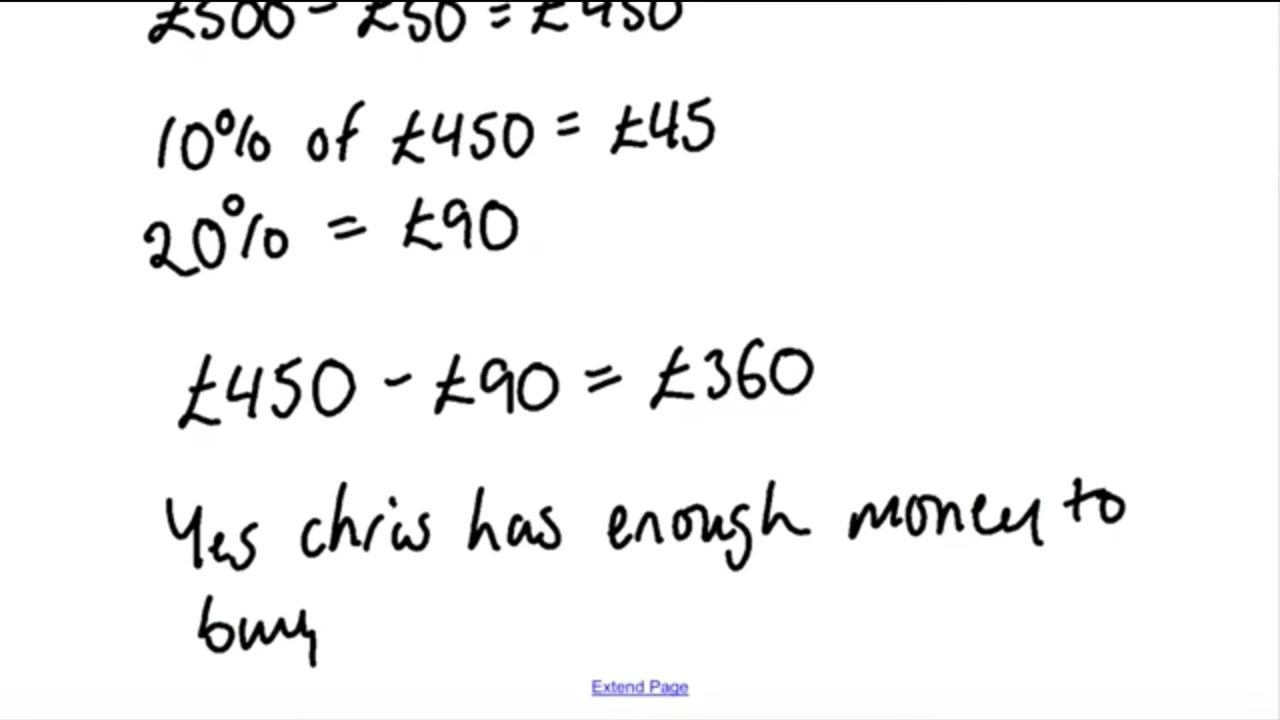 £500 - £50 = £450
10% of £450 = £45
20% = £90
£450 - £90 = £360
Yes chris has enough money to
buy
Extend Page